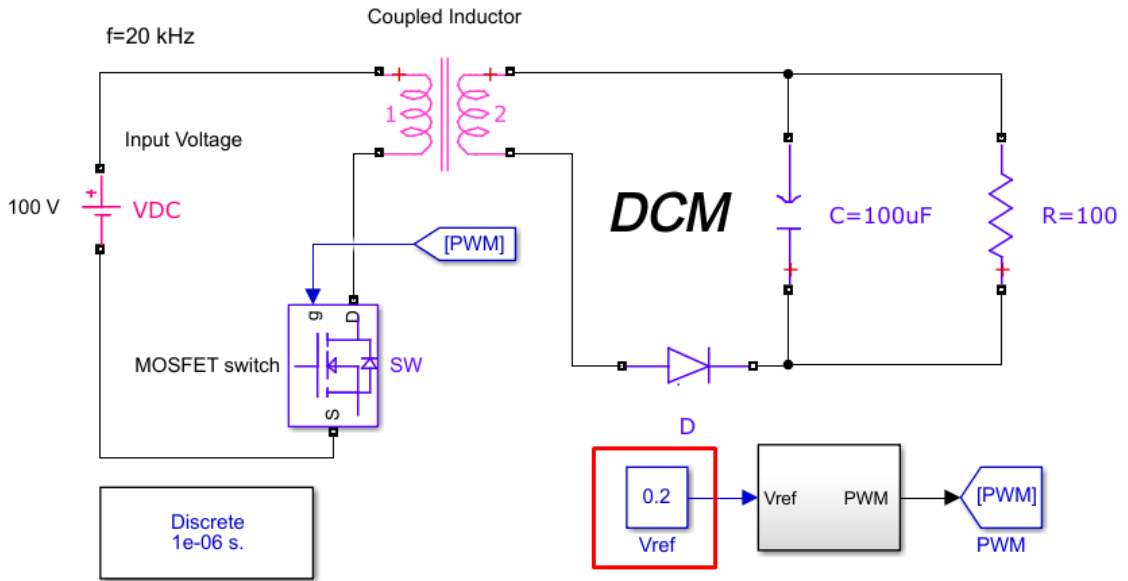 Coupled Inductor
f=20 kHz
+
+
1
2
Input Voltage
100 V
+
VDC
DCM
C=100uF
R=100
[PWM]
+
+
g
D
MOSFET switch
SW
S
D
Discrete
1e-06 s.
0.2
Vref
Vref
PWM
[PWM]
PWM